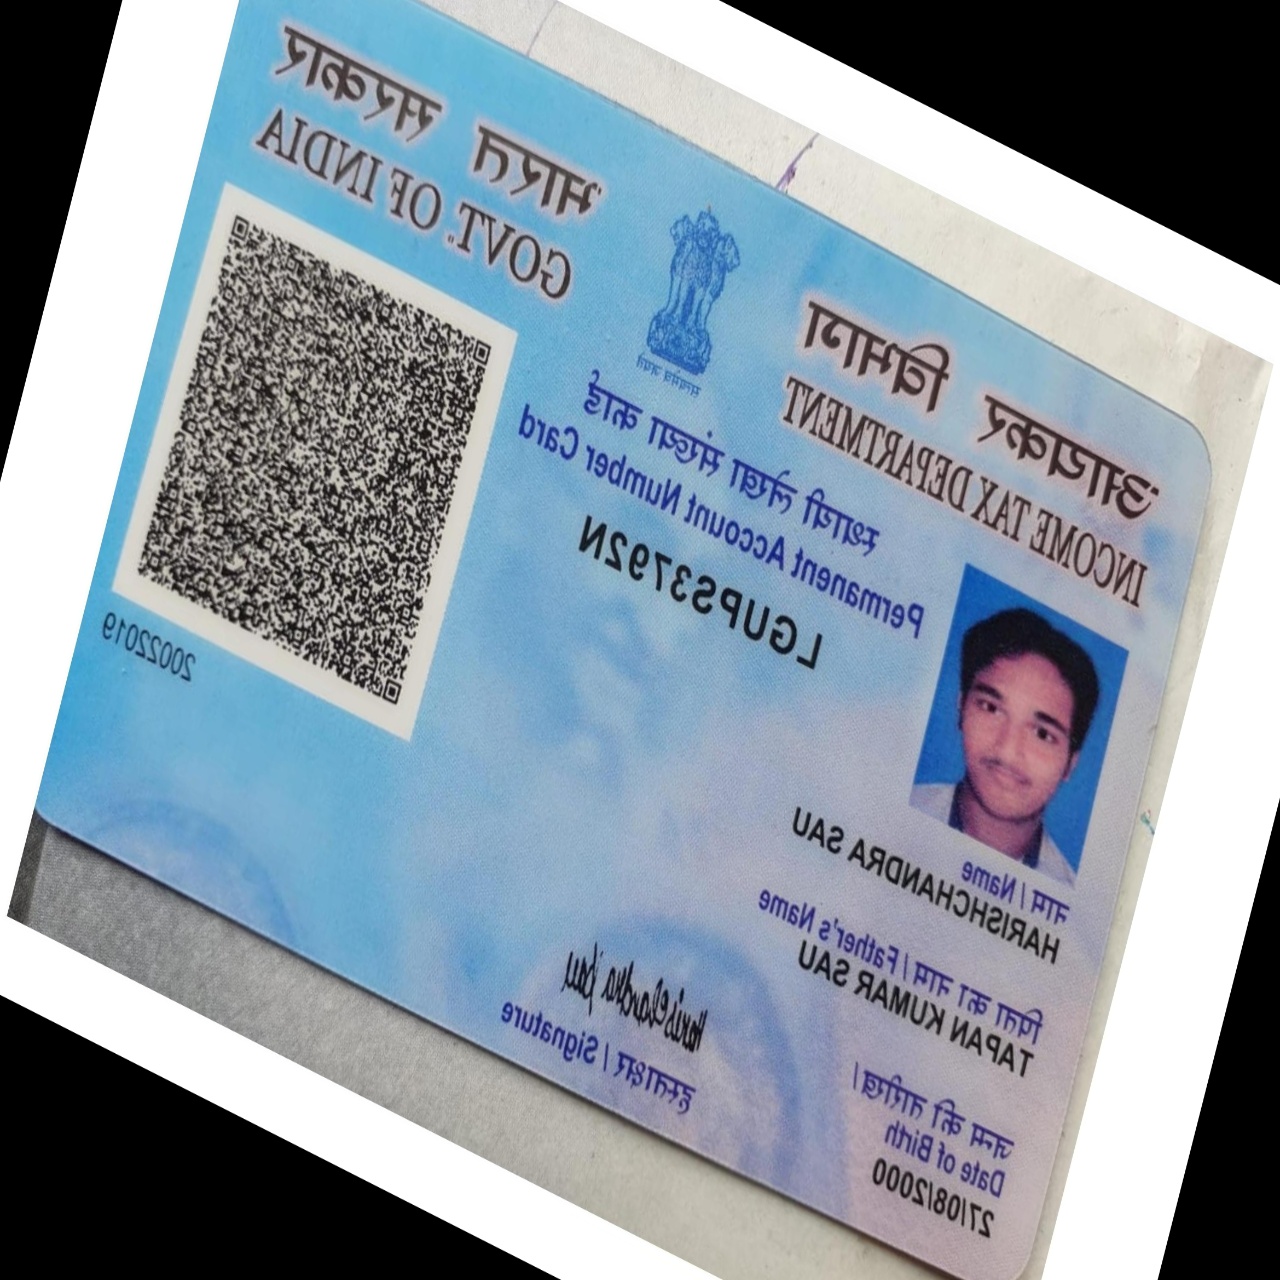 आयकर विभाग
INCOME TAX DEPARTMENT
भारत सरकार
GOVT. OF INDIA
सत्यमेव जयते
स्थायी लेखा संख्या कार्ड
Permanent Account Number Card
LGUPS3792N
नाम / Name
HARISHCHANDRA SAU
पिता का नाम / Father's Name
TAPAN KUMAR SAU
जन्म की तारीख /
Date of Birth
27/08/2000
Harischandra Sau
हस्ताक्षर / Signature
20022019